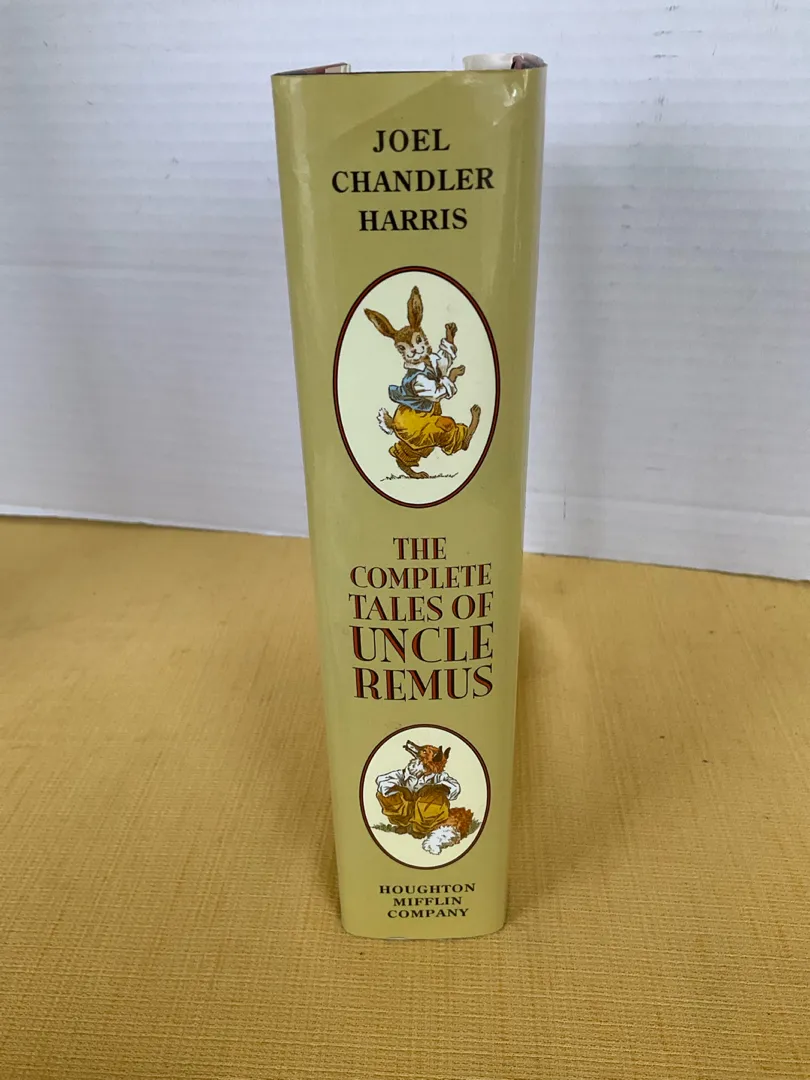 JOEL
CHANDLER
HARRIS
THE
COMPLETE
TALES OF
UNCLE
REMUS
HOUGHTON
MIFFLIN
COMPANY